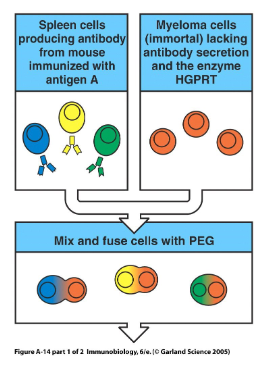 Spleen cells
producing antibody
from mouse
immunized with
antigen A
Myeloma cells
(immortal) lacking
antibody secretion
and the enzyme
HGPRT
Mix and fuse cells with PEG
Figure A-14 part 1 of 2 Immunobiology, 6/e. (© Garland Science 2005)